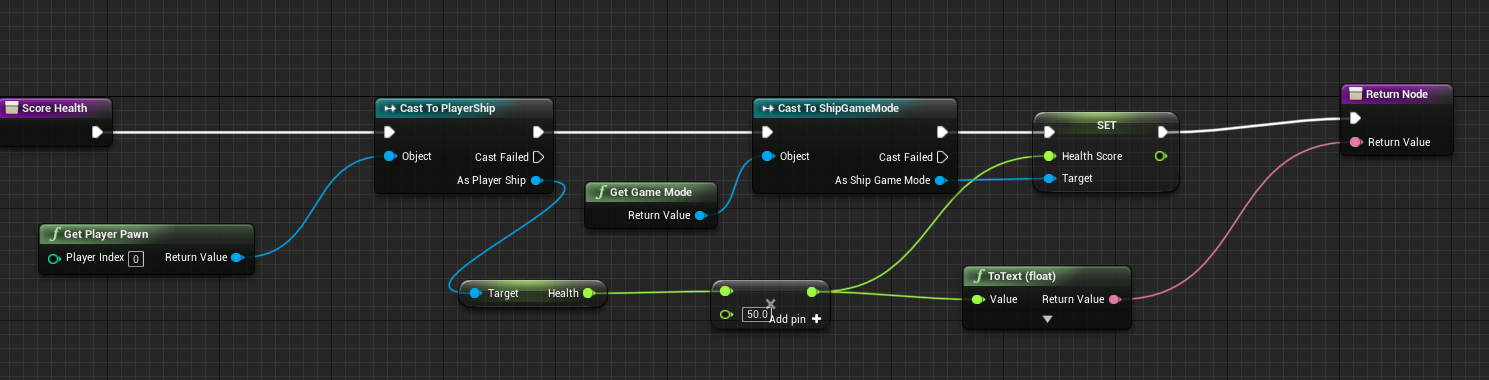 Score Health
Cast To PlayerShip
Object
Cast Failed
As Player Ship
Get Player Pawn
Player Index 0 Return Value
Get Game Mode
Return Value
Cast To ShipGameMode
Object
Cast Failed
As Ship Game Mode
SET
Health Score
Target
Return Node
Return Value
Target Health
50.0
Add pin
ToText (float)
Value Return Value